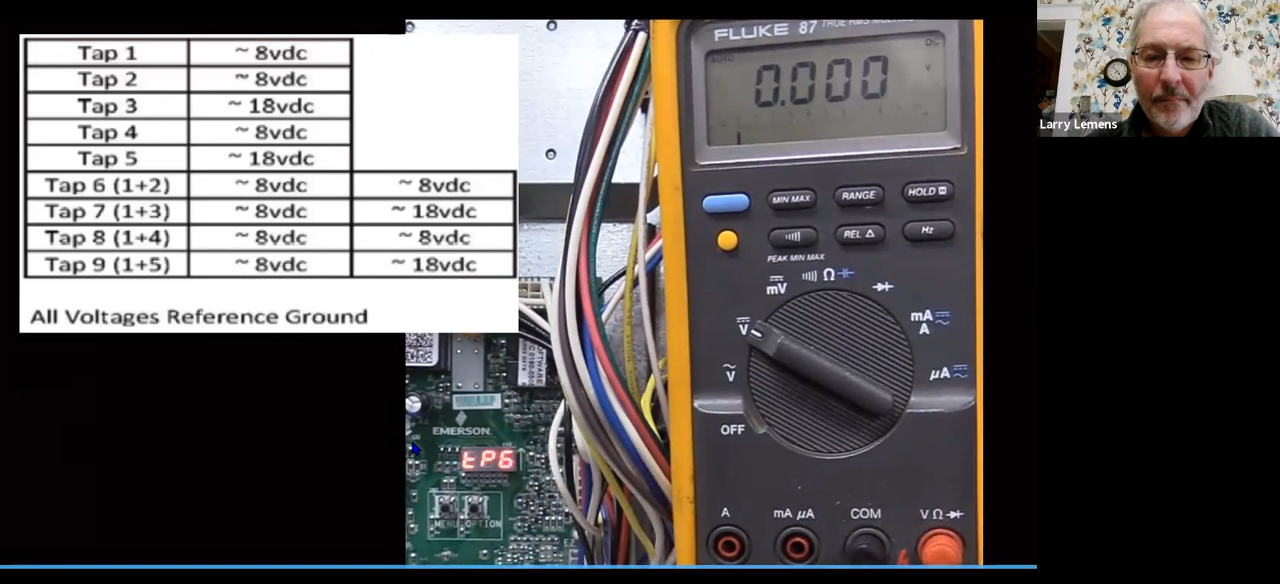 Tap 1 ~ 8vdc
Tap 2 ~ 8vdc
Tap 3 ~ 18vdc
Tap 4 ~ 8vdc
Tap 5 ~ 18vdc
Tap 6 (1+2) ~ 8vdc ~ 8vdc
Tap 7 (1+3) ~ 8vdc ~ 18vdc
Tap 8 (1+4) ~ 8vdc ~ 8vdc
Tap 9 (1+5) ~ 8vdc ~ 18vdc
All Voltages Reference Ground
FLUKE 87 TRUE RMS
AUTO DC
0.000 V
MIN MAX RANGE HOLD H
REL Δ Hz
PEAK MIN MAX
mV Ω
V mA
A
V μA
OFF
A mA μA COM V Ω
EMERSON
tP6
MENU OPTION
Larry Lemens